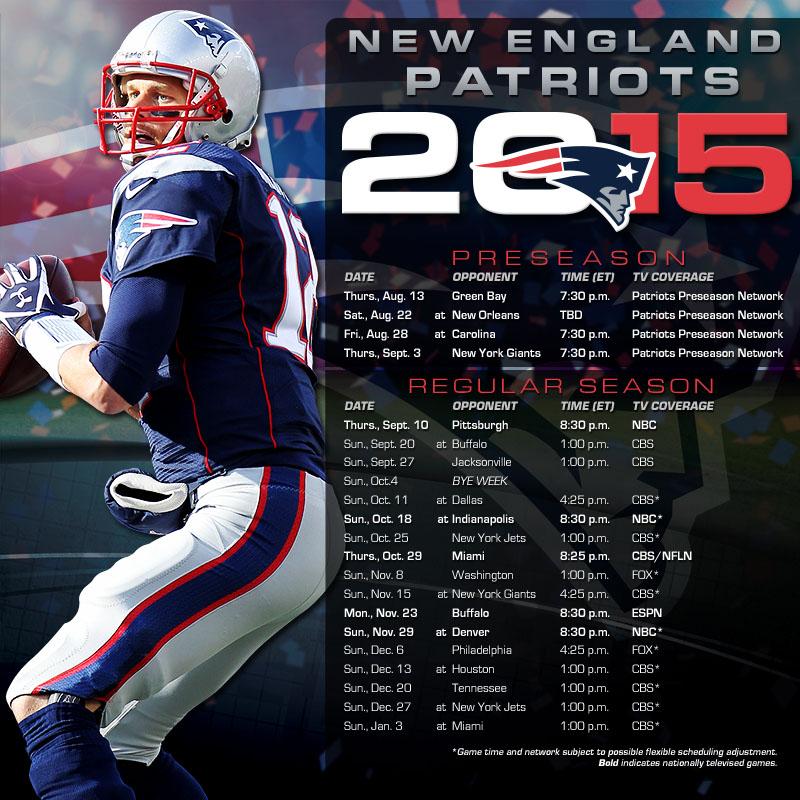 NEW ENGLAND
PATRIOTS
2015
PRESEASON
DATE OPPONENT TIME (ET) TV COVERAGE
Thurs., Aug. 13 Green Bay 7:30 p.m. Patriots Preseason Network
Sat., Aug. 22 at New Orleans TBD Patriots Preseason Network
Fri., Aug. 28 at Carolina 7:30 p.m. Patriots Preseason Network
Thurs., Sept. 3 New York Giants 7:30 p.m. Patriots Preseason Network
REGULAR SEASON
DATE OPPONENT TIME (ET) TV COVERAGE
Thurs., Sept. 10 Pittsburgh 8:30 p.m. NBC
Sun., Sept. 20 at Buffalo 1:00 p.m. CBS
Sun., Sept. 27 Jacksonville 1:00 p.m. CBS
Sun., Oct.4 BYE WEEK
Sun., Oct. 11 at Dallas 4:25 p.m. CBS*
Sun., Oct. 18 at Indianapolis 8:30 p.m. NBC*
Sun., Oct. 25 New York Jets 1:00 p.m. CBS*
Thurs., Oct. 29 Miami 8:25 p.m. CBS/NFLN
Sun., Nov. 8 Washington 1:00 p.m. FOX*
Sun., Nov. 15 at New York Giants 4:25 p.m. CBS*
Mon., Nov. 23 Buffalo 8:30 p.m. ESPN
Sun., Nov. 29 at Denver 8:30 p.m. NBC*
Sun., Dec. 6 Philadelphia 4:25 p.m. FOX*
Sun., Dec. 13 at Houston 1:00 p.m. CBS*
Sun., Dec. 20 Tennessee 1:00 p.m. CBS*
Sun., Dec. 27 at New York Jets 1:00 p.m. CBS*
Sun., Jan. 3 at Miami 1:00 p.m. CBS*
*Game time and network subject to possible flexible scheduling adjustment.
Bold indicates nationally televised games.
12